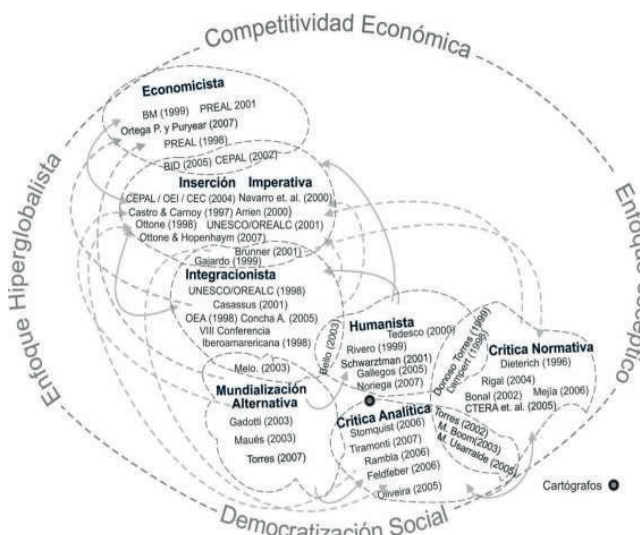 Competitividad Económica
Enfoque Hiperglobalista
Enfoque Escéptico
Economicista
BM (1999) PREAL 2001
Ortega P. y Puryear (2007)
PREAL (1998)
BID (2005) CEPAL (2002)
Inserción Imperativa
CEPAL / OEI / CEC (2004) Navarro et. al. (2000)
Castro & Carnoy (1997) Arrien (2000)
Ottone (1998) UNESCO/OREALC (2001)
Ottone & Hopenhaym (2007)
Brunner (2001)
Gajardo (1999)
Integracionista
UNESCO/OREALC (1998)
Casassus (2001)
OEA (1998) Concha A. (2005)
VIII Conferencia
Iberoamarericana (1998)
Bello (2003)
Melo. (2003)
Humanista
Tedesco (2000)
Rivero (1999)
Schwartzman (2001)
Gallegos (2005)
Noriega (2007)
Donoso Torres (1999)
Lempert (1998)
Critica Normativa
Dieterich (1996)
Rigal (2004)
Bonal (2002) Mejía (2006)
CTERA et. al. (2005)
Mundialización
Alternativa
Gadotti (2003)
Maués (2003)
Torres (2007)
Critica Analítica
Stomquist (2006)
Tiramonti (2007)
Rambla (2006)
Feldfeber (2006)
Oliveira (2005)
Torres (2002)
M. Boom(2003)
M. Usarralde (2005)
Cartógrafos
Democratización Social